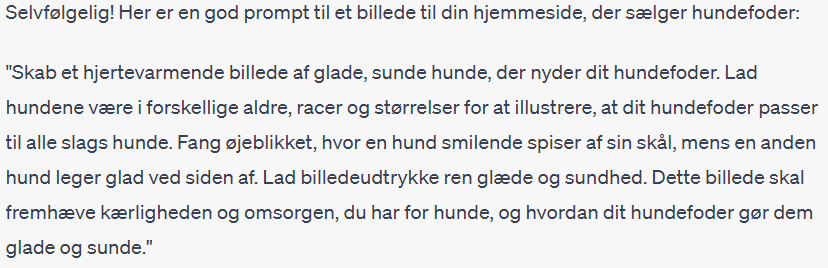 Selvfølgelig! Her er en god prompt til et billede til din hjemmeside, der sælger hundefoder:
"Skab et hjertevarmende billede af glade, sunde hunde, der nyder dit hundefoder. Lad
hundene være i forskellige aldre, racer og størrelser for at illustrere, at dit hundefoder passer
til alle slags hunde. Fang øjeblikket, hvor en hund smilende spiser af sin skål, mens en anden
hund leger glad ved siden af. Lad billedeudtrykke ren glæde og sundhed. Dette billede skal
fremhæve kærligheden og omsorgen, du har for hunde, og hvordan dit hundefoder gør dem
glade og sunde."